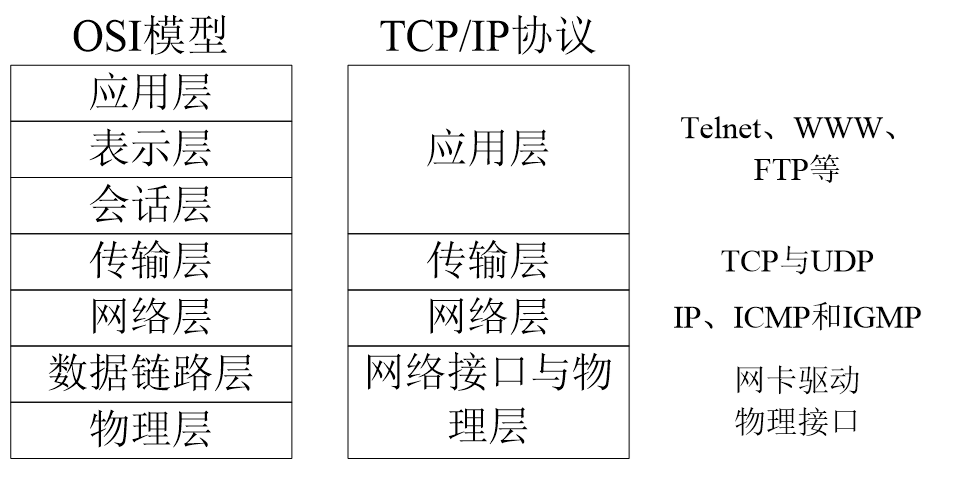 OSI模型
TCP/IP协议
应用层
表示层
会话层
传输层
网络层
数据链路层
物理层
应用层
传输层
网络层
网络接口与物
理层
Telnet、WWW、
FTP等
TCP与UDP
IP、ICMP和IGMP
网卡驱动
物理接口